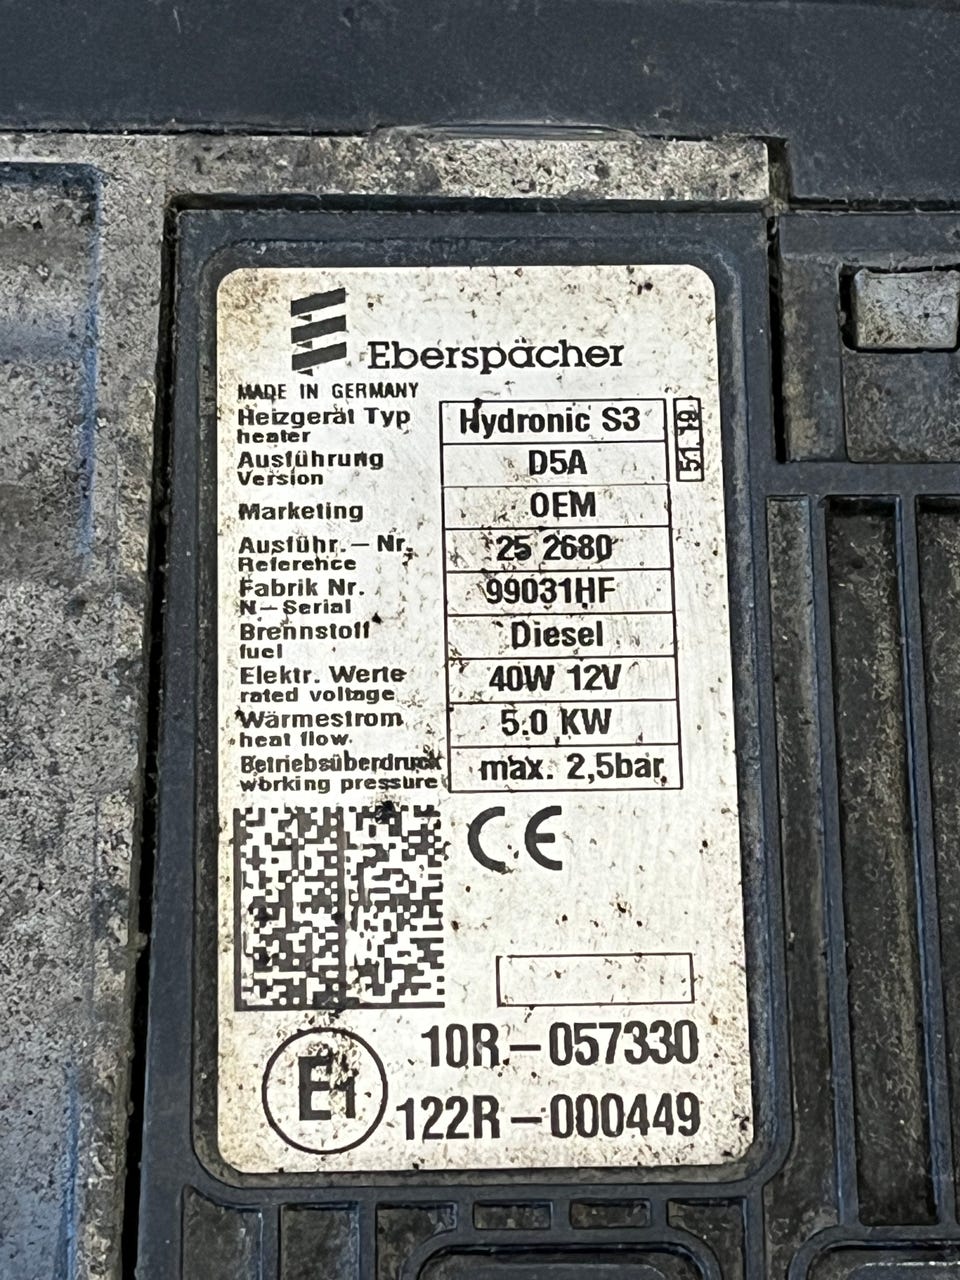 Eberspächer
MADE IN GERMANY
Heizgerät Typ Hydronic S3
heater
Ausführung D5A
Version
Marketing OEM
Ausführ.-Nr. 25 2680
Reference
Fabrik Nr. 99031HF
N-Serial
Brennstoff Diesel
fuel
Elektr. Werte 40W 12V
rated voltage
Wärmestrom 5.0 KW
heat flow.
Betriebsüberdruck max. 2,5bar
working pressure
51 19
CE
10R-057330
E1
122R-000449